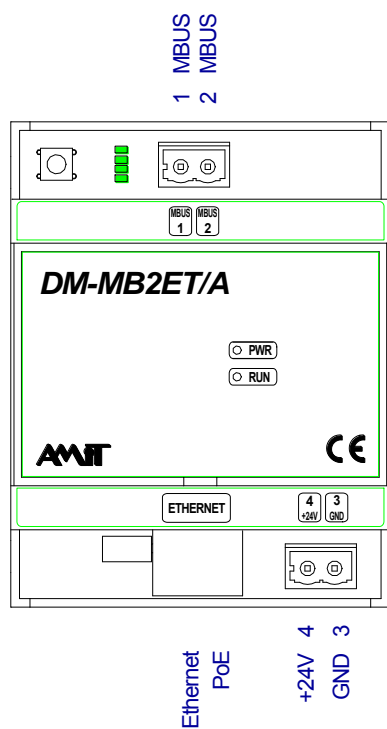 1 MBUS
2 MBUS
MBUS 1
MBUS 2
DM-MB2ET/A
PWR
RUN
AMiT
CE
ETHERNET
4 +24V
3 GND
Ethernet
PoE
+24V 4
GND 3